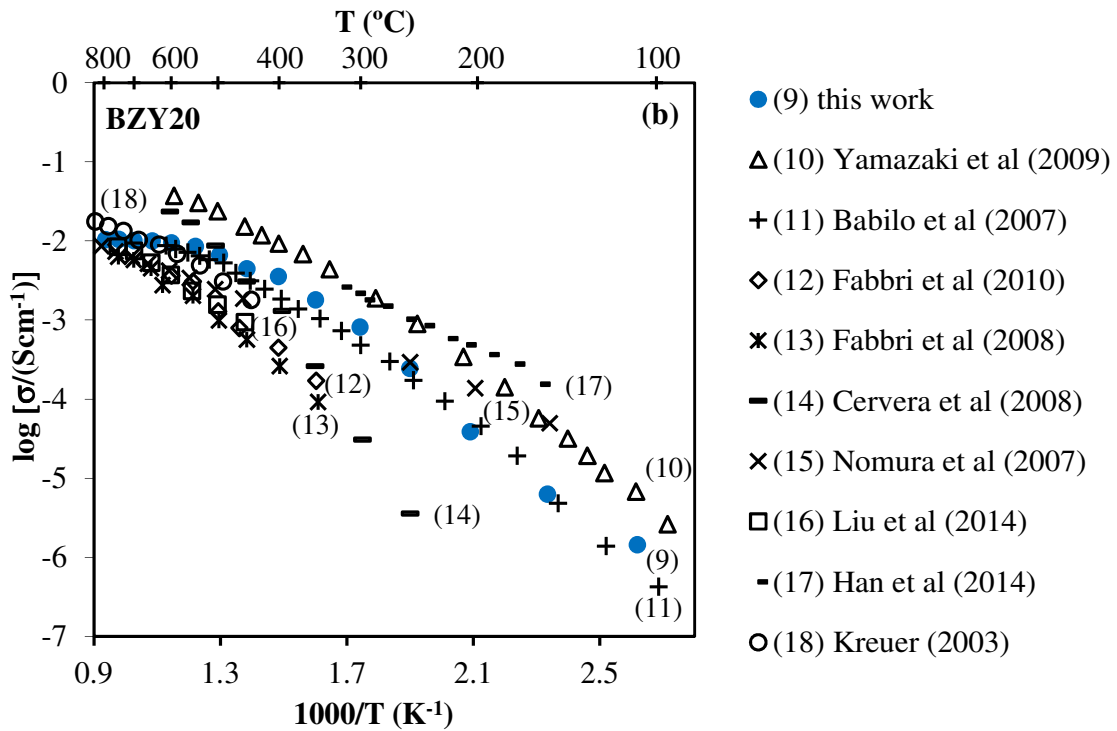 T (ºC)
800 600 400 300 200 100
0
BZY20 (b)
-1
(18)
-2
-3
(16)
(12)
(17)
-4
(13)
(15)
-5
(10)
(14)
-6
(9)
(11)
-7
log [σ/(Scm⁻¹)]
0.9 1.3 1.7 2.1 2.5
1000/T (K⁻¹)
(9) this work
(10) Yamazaki et al (2009)
(11) Babilo et al (2007)
(12) Fabbri et al (2010)
(13) Fabbri et al (2008)
(14) Cervera et al (2008)
(15) Nomura et al (2007)
(16) Liu et al (2014)
(17) Han et al (2014)
(18) Kreuer (2003)